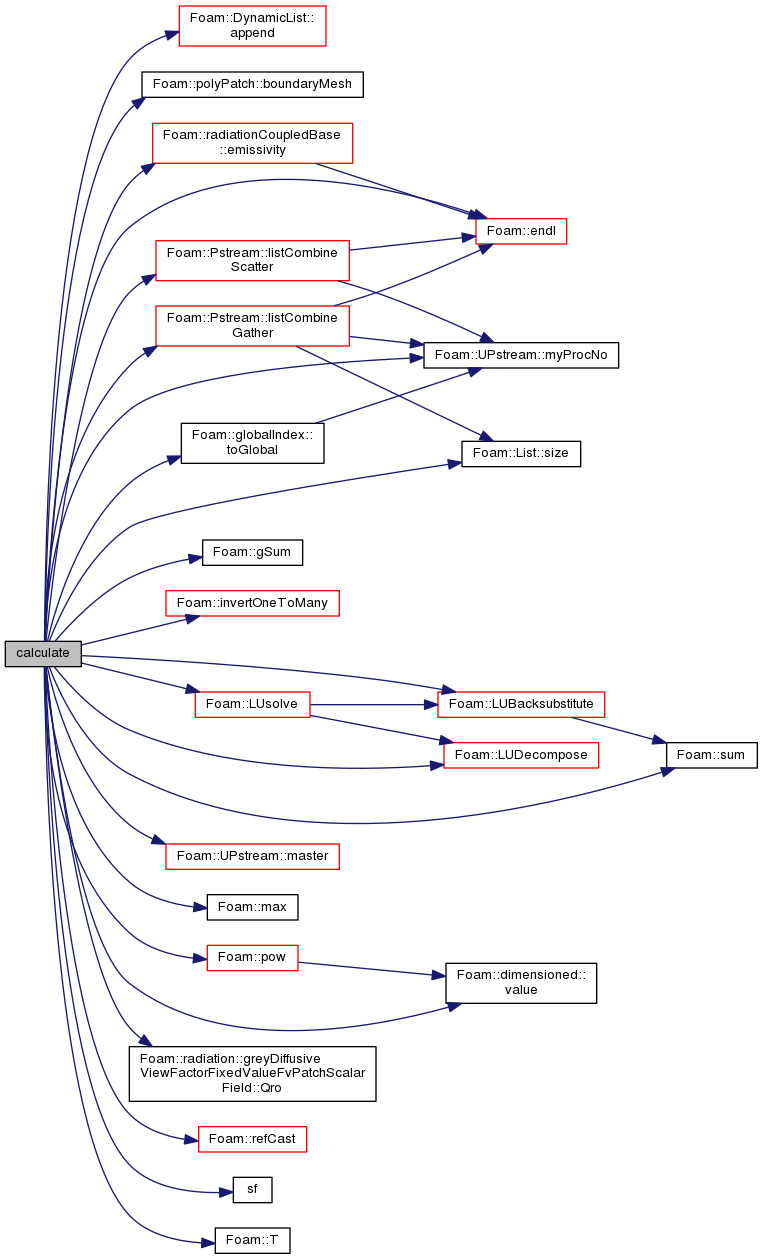 Foam::DynamicList::
append
Foam::polyPatch::boundaryMesh
Foam::radiationCoupledBase
::emissivity
Foam::endl
Foam::Pstream::listCombine
Scatter
Foam::Pstream::listCombine
Gather
Foam::UPstream::myProcNo
Foam::globalIndex::
toGlobal
Foam::List::size
Foam::gSum
Foam::invertOneToMany
calculate
Foam::LUsolve
Foam::LUBacksubstitute
Foam::LUDecompose
Foam::sum
Foam::UPstream::master
Foam::max
Foam::pow
Foam::dimensioned::
value
Foam::radiation::greyDiffusive
ViewFactorFixedValueFvPatchScalar
Field::Qro
Foam::refCast
sf
Foam::T